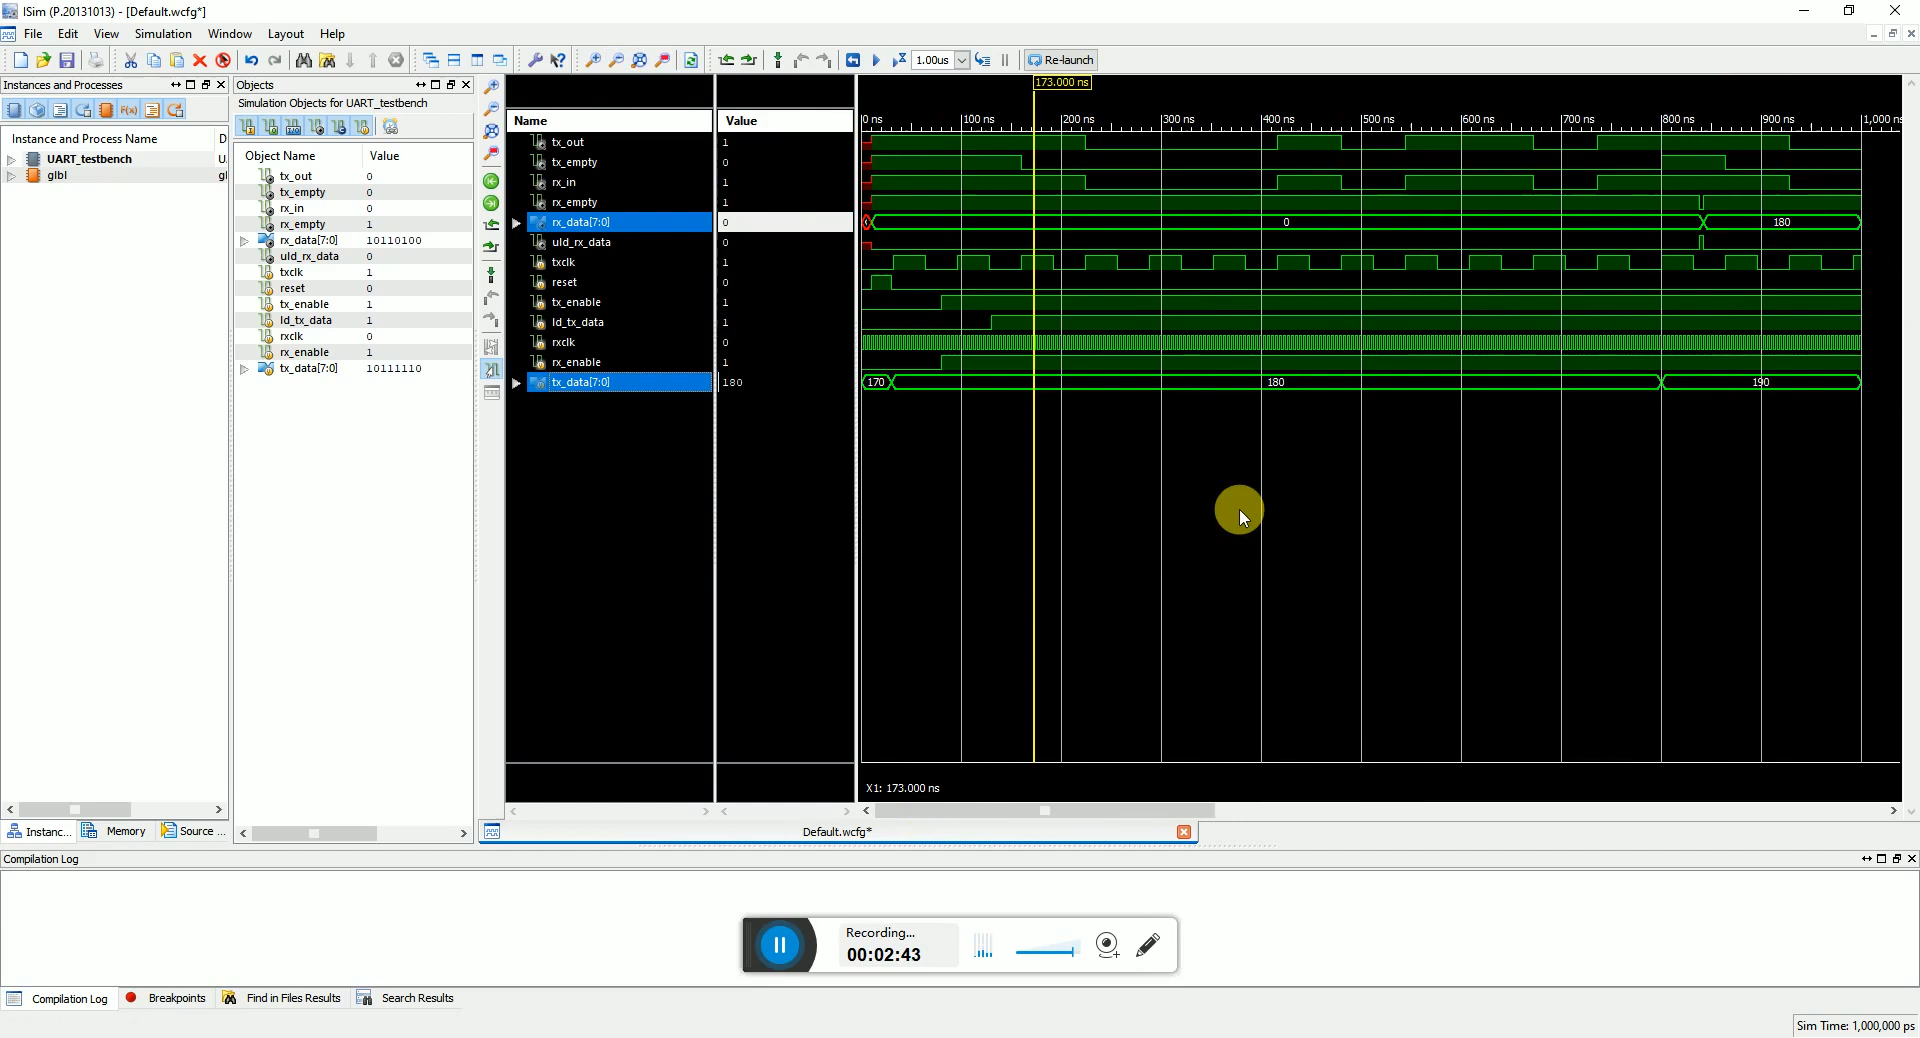 ISim (P.20131013) - [Default.wcfg*]
File Edit View Simulation Window Layout Help
1.00us Re-launch
Instances and Processes
Instance and Process Name D
UART_testbench U.
glbl gl
Instanc... Memory Source ...
Objects
Simulation Objects for UART_testbench
Object Name Value
tx_out 0
tx_empty 0
rx_in 0
rx_empty 1
rx_data[7:0] 10110100
uld_rx_data 0
txclk 1
reset 0
tx_enable 1
ld_tx_data 1
rxclk 0
rx_enable 1
tx_data[7:0] 10111110
173.000 ns
Name Value
0 ns 100 ns 200 ns 300 ns 400 ns 500 ns 600 ns 700 ns 800 ns 900 ns 1,000 ns
tx_out 1
tx_empty 0
rx_in 1
rx_empty 1
rx_data[7:0] 0 0 180
uld_rx_data 0
txclk 1
reset 0
tx_enable 1
ld_tx_data 1
rxclk 0
rx_enable 1
tx_data[7:0] 180 170 180 190
X1: 173.000 ns
Default.wcfg*
Compilation Log
Recording...
00:02:43
Compilation Log Breakpoints Find in Files Results Search Results
Sim Time: 1,000,000 ps